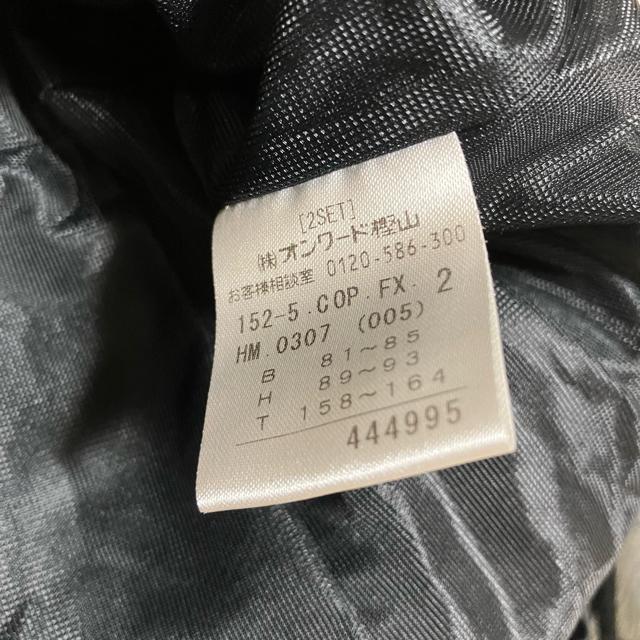 [2SET]
㈱オンワード樫山
お客様相談室 0120-586-300
152-5.COP.FX. 2
HM.0307 (005)
B 81～85
H 89～93
T 158～164
444995